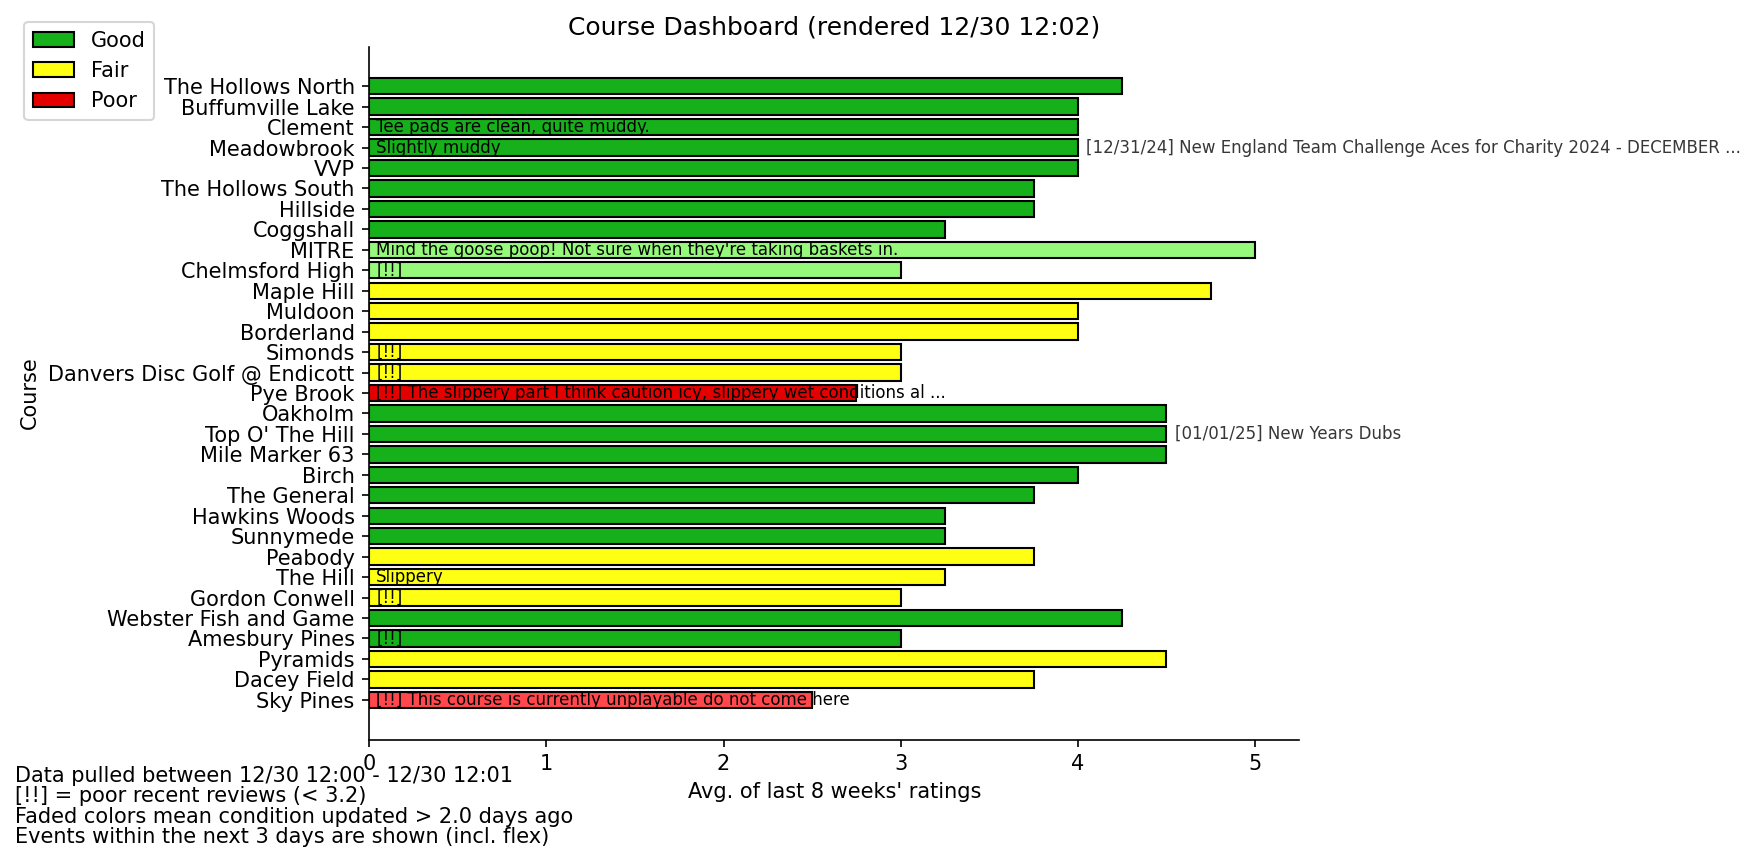 Course Dashboard (rendered 12/30 12:02)
Good
Fair
Poor
The Hollows North
Buffumville Lake
Clement Tee pads are clean, quite muddy.
Meadowbrook Slightly muddy [12/31/24] New England Team Challenge Aces for Charity 2024 - DECEMBER ...
VVP
The Hollows South
Hillside
Coggshall
MITRE Mind the goose poop! Not sure when they're taking baskets in.
Chelmsford High [!!]
Maple Hill
Muldoon
Borderland
Simonds [!!]
Danvers Disc Golf @ Endicott [!!]
Pye Brook [!!] The slippery part I think caution icy, slippery wet conditions al ...
Oakholm
Top O' The Hill [01/01/25] New Years Dubs
Mile Marker 63
Birch
The General
Hawkins Woods
Sunnymede
Peabody
The Hill Slippery
Gordon Conwell [!!]
Webster Fish and Game
Amesbury Pines [!!]
Pyramids
Dacey Field
Sky Pines [!!] This course is currently unplayable do not come here
Course
0 1 2 3 4 5
Avg. of last 8 weeks' ratings
Data pulled between 12/30 12:00 - 12/30 12:01
[!!] = poor recent reviews (< 3.2)
Faded colors mean condition updated > 2.0 days ago
Events within the next 3 days are shown (incl. flex)